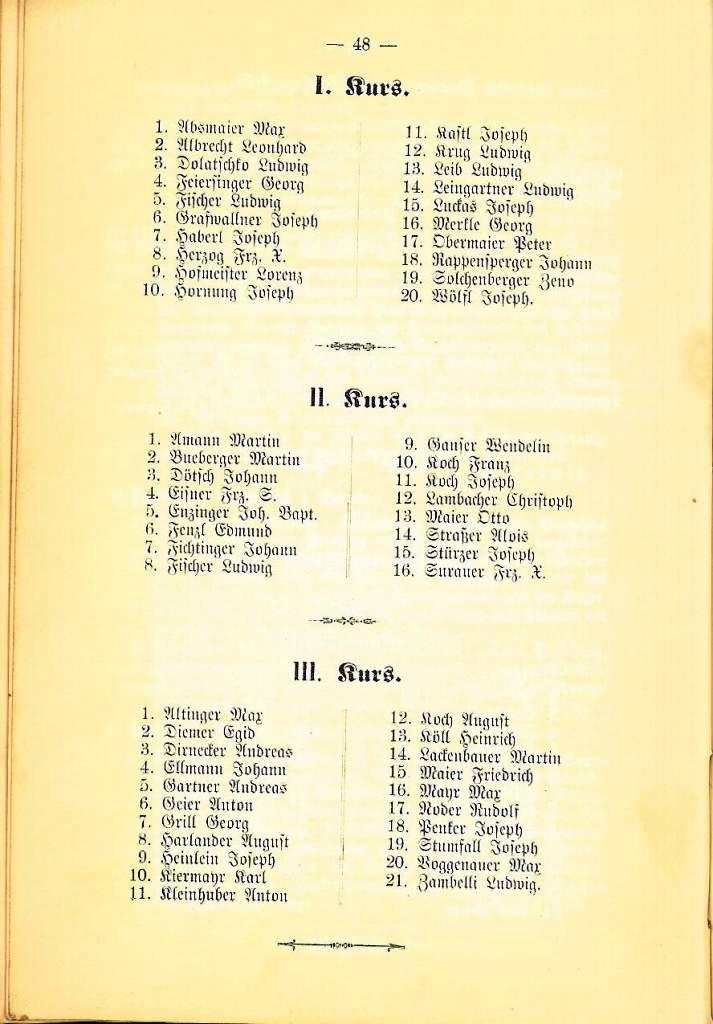 — 48 —
I. Kurs.
1. Absmaier Max
2. Albrecht Leonhard
3. Dolatschko Ludwig
4. Feiersinger Georg
5. Fischer Ludwig
6. Graswallner Joseph
7. Haberl Joseph
8. Herzog Frz. X.
9. Hofmeister Lorenz
10. Hornung Joseph
11. Kastl Joseph
12. Krug Ludwig
13. Leib Ludwig
14. Leingartner Ludwig
15. Luckas Joseph
16. Merkle Georg
17. Obermaier Peter
18. Rappensperger Johann
19. Solchenberger Zeno
20. Wölfl Joseph.
II. Kurs.
1. Amann Martin
2. Bueberger Martin
3. Dötsch Johann
4. Eisner Frz. S.
5. Enzinger Joh. Bapt.
6. Fenzl Edmund
7. Fichtinger Johann
8. Fischer Ludwig
9. Ganser Wendelin
10. Koch Franz
11. Koch Joseph
12. Lambacher Christoph
13. Maier Otto
14. Straßer Alois
15. Stürzer Joseph
16. Surauer Frz. X.
III. Kurs.
1. Altinger Max
2. Diemer Egid
3. Dirnecker Andreas
4. Ellmann Johann
5. Gartner Andreas
6. Geier Anton
7. Grill Georg
8. Harlander August
9. Heinlein Joseph
10. Kiermayr Karl
11. Kleinhuber Anton
12. Koch August
13. Köll Heinrich
14. Lackenbauer Martin
15 Maier Friedrich
16. Mayr Max
17. Noder Rudolf
18. Penker Joseph
19. Stumfall Joseph
20. Voggenauer Max
21. Zambelli Ludwig.